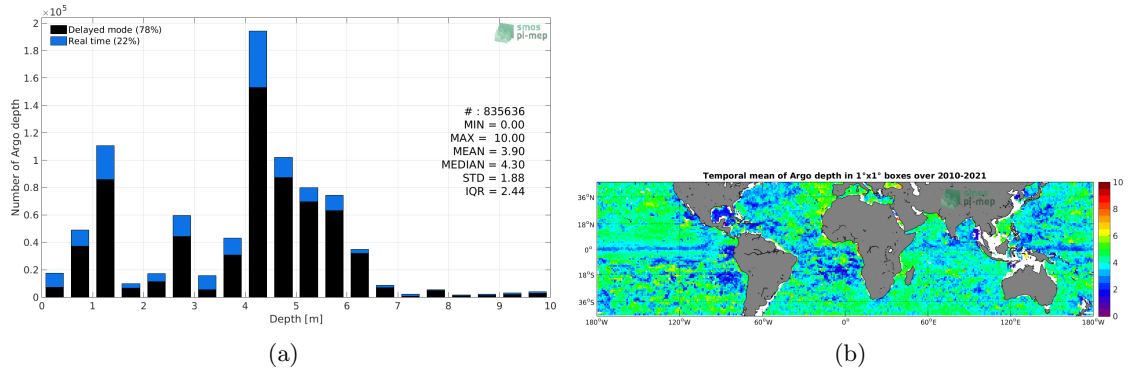 ×10⁵
Delayed mode (78%)
Real time (22%)
smos
pi-mep
2
1.8
1.6
1.4
1.2
1
0.8
0.6
0.4
0.2
0
Number of Argo depth
# : 835636
MIN = 0.00
MAX = 10.00
MEAN = 3.90
MEDIAN = 4.30
STD = 1.88
IQR = 2.44
0 1 2 3 4 5 6 7 8 9 10
Depth [m]
(a)
Temporal mean of Argo depth in 1°x1° boxes over 2010-2021
smos
pi-mep
36°N
18°N
0°
18°S
36°S
180°W 120°W 60°W 0° 60°E 120°E 180°W
10
8
6
4
2
0
(b)